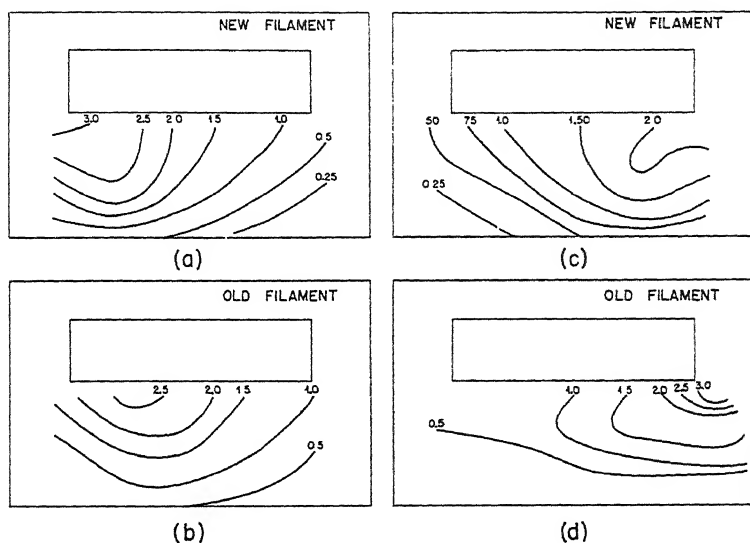 NEW FILAMENT
3.0 2.5 2.0 1.5 1.0
0.5
0.25
(a)
NEW FILAMENT
50 75 1.0 1.50 2.0
0.25
(c)
OLD FILAMENT
2.5 2.0 1.5 1.0
0.5
(b)
OLD FILAMENT
1.0 1.5 2.0 2.5 3.0
0.5
(d)